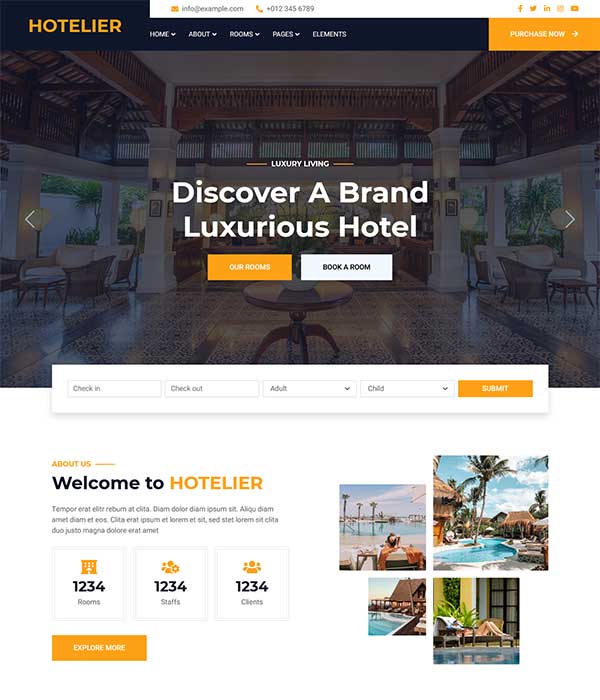 info@example.com +012 345 6789
HOTELIER
HOME ABOUT ROOMS PAGES ELEMENTS
PURCHASE NOW
LUXURY LIVING
Discover A Brand
Luxurious Hotel
OUR ROOMS BOOK A ROOM
Check in Check out Adult Child SUBMIT
ABOUT US
Welcome to HOTELIER
Tempor erat elitr rebum at clita. Diam dolor diam ipsum sit. Aliqu diam
amet diam et eos. Clita erat ipsum et lorem et sit, sed stet lorem sit clita
duo justo magna dolore erat amet
1234 1234 1234
Rooms Staffs Clients
EXPLORE MORE